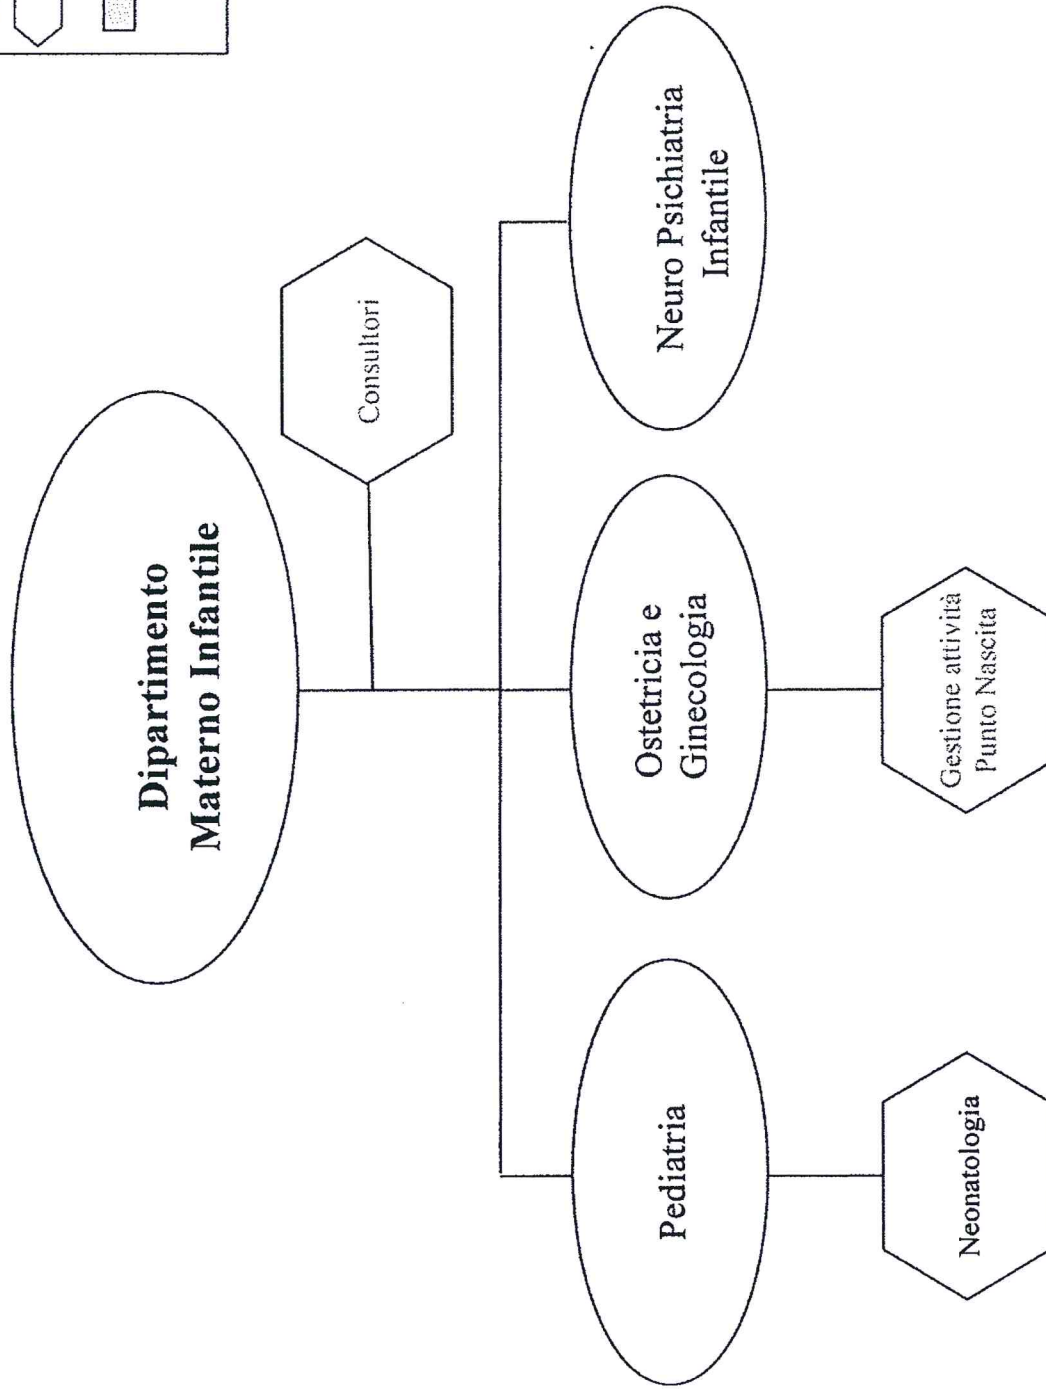 Dipartimento
Materno Infantile
Consultori
Pediatria
Ostetricia e
Ginecologia
Neuro Psichiatria
Infantile
Neonatologia
Gestione attività
Punto Nascita